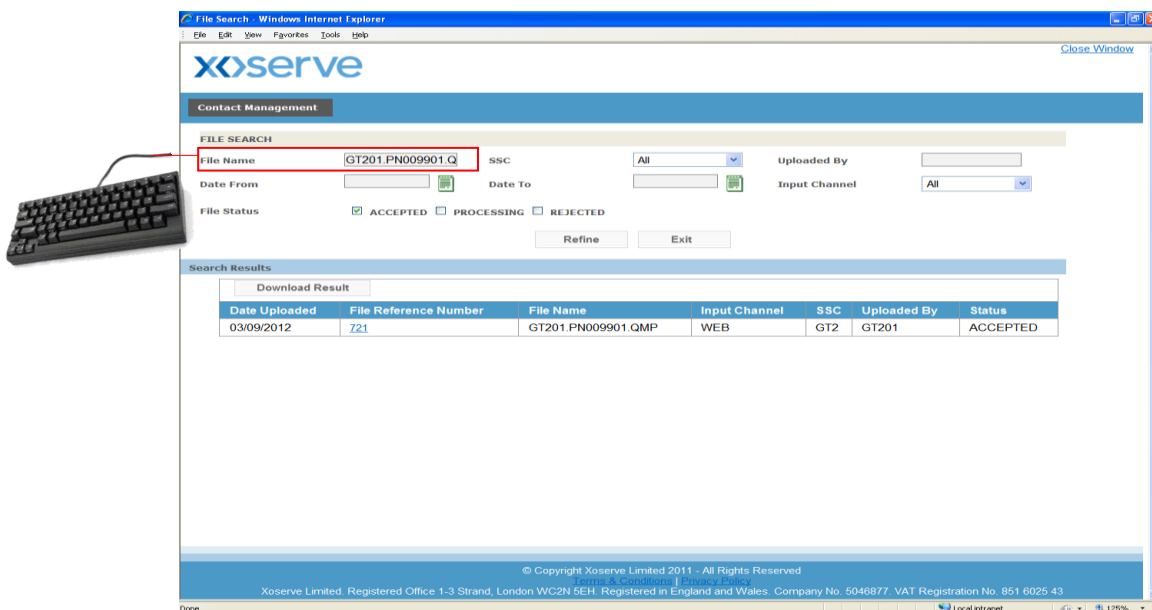 File Search - Windows Internet Explorer
File Edit View Favorites Tools Help
Close Window
xoserve
Contact Management
FILE SEARCH
File Name GT201.PN009901.Q SSC All Uploaded By
Date From Date To Input Channel All
File Status ACCEPTED PROCESSING REJECTED
Refine Exit
Search Results
Download Result
Date Uploaded File Reference Number File Name Input Channel SSC Uploaded By Status
03/09/2012 721 GT201.PN009901.QMP WEB GT2 GT201 ACCEPTED
© Copyright Xoserve Limited 2011 - All Rights Reserved
Terms & Conditions | Privacy Policy
Xoserve Limited. Registered Office 1-3 Strand, London WC2N 5EH. Registered in England and Wales. Company No. 5046877. VAT Registration No. 851 6025 43
Done Local intranet 125%